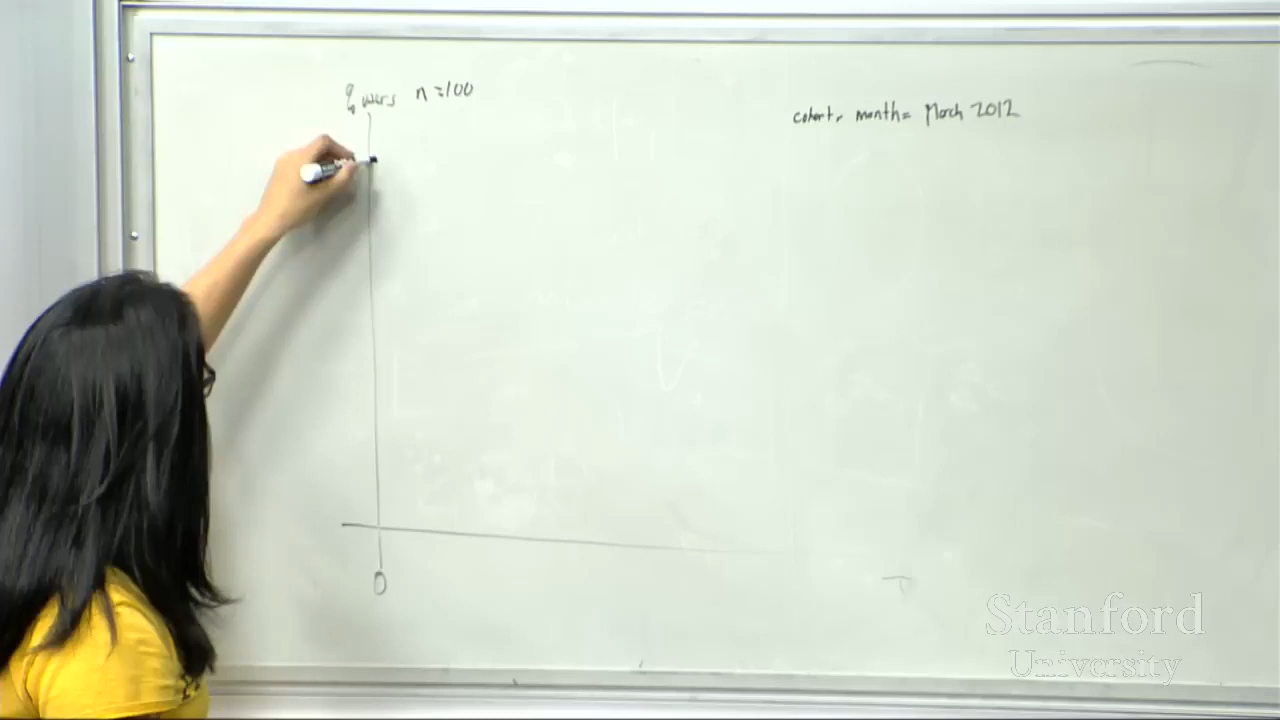 % users n=100
cohort, month= March 2012
0
T
Stanford
University